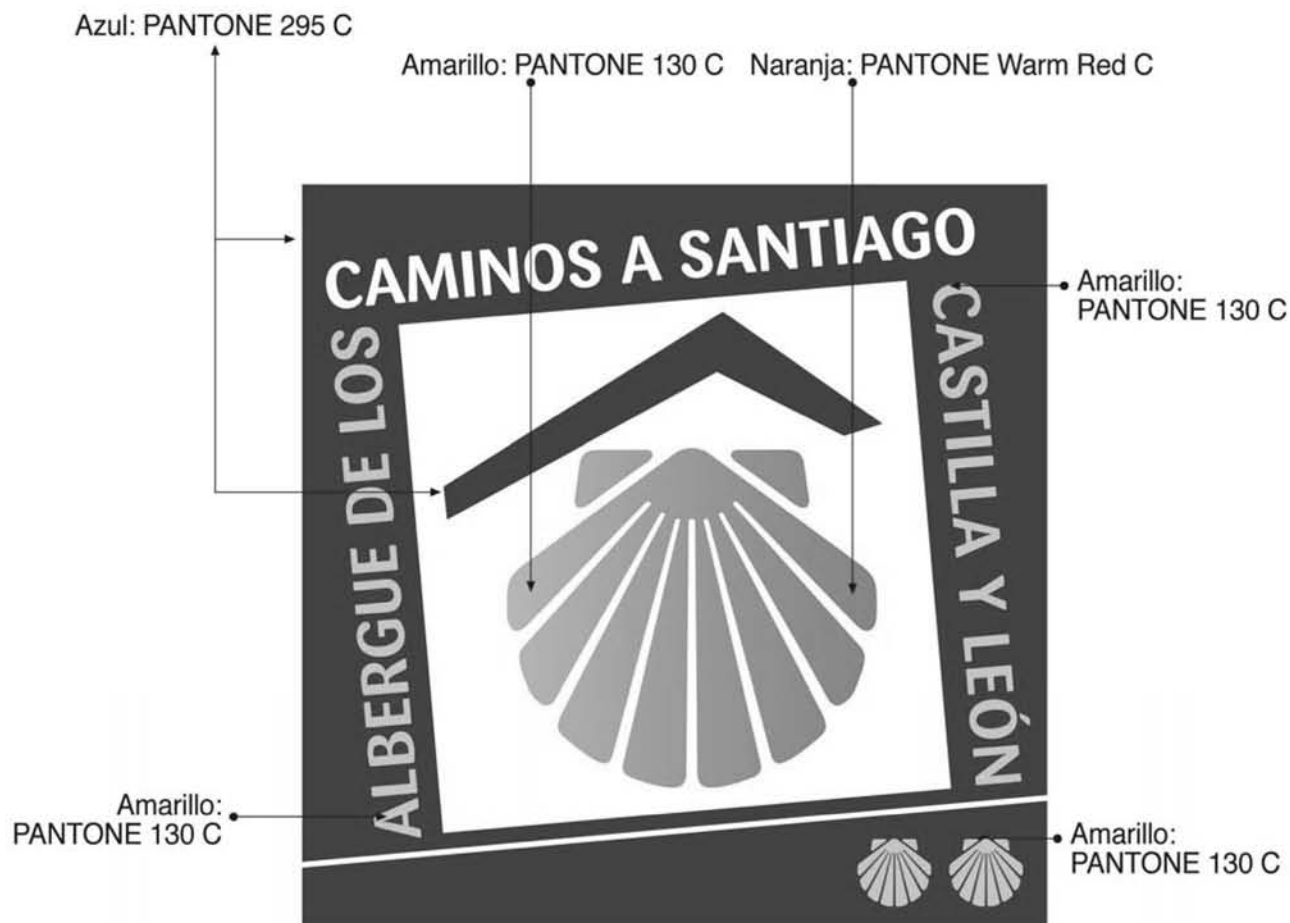 Azul: PANTONE 295 C
Amarillo: PANTONE 130 C
Naranja: PANTONE Warm Red C
CAMINOS A SANTIAGO
Amarillo:
PANTONE 130 C
ALBERGUE DE LOS
CASTILLA Y LEÓN
Amarillo:
PANTONE 130 C
Amarillo:
PANTONE 130 C